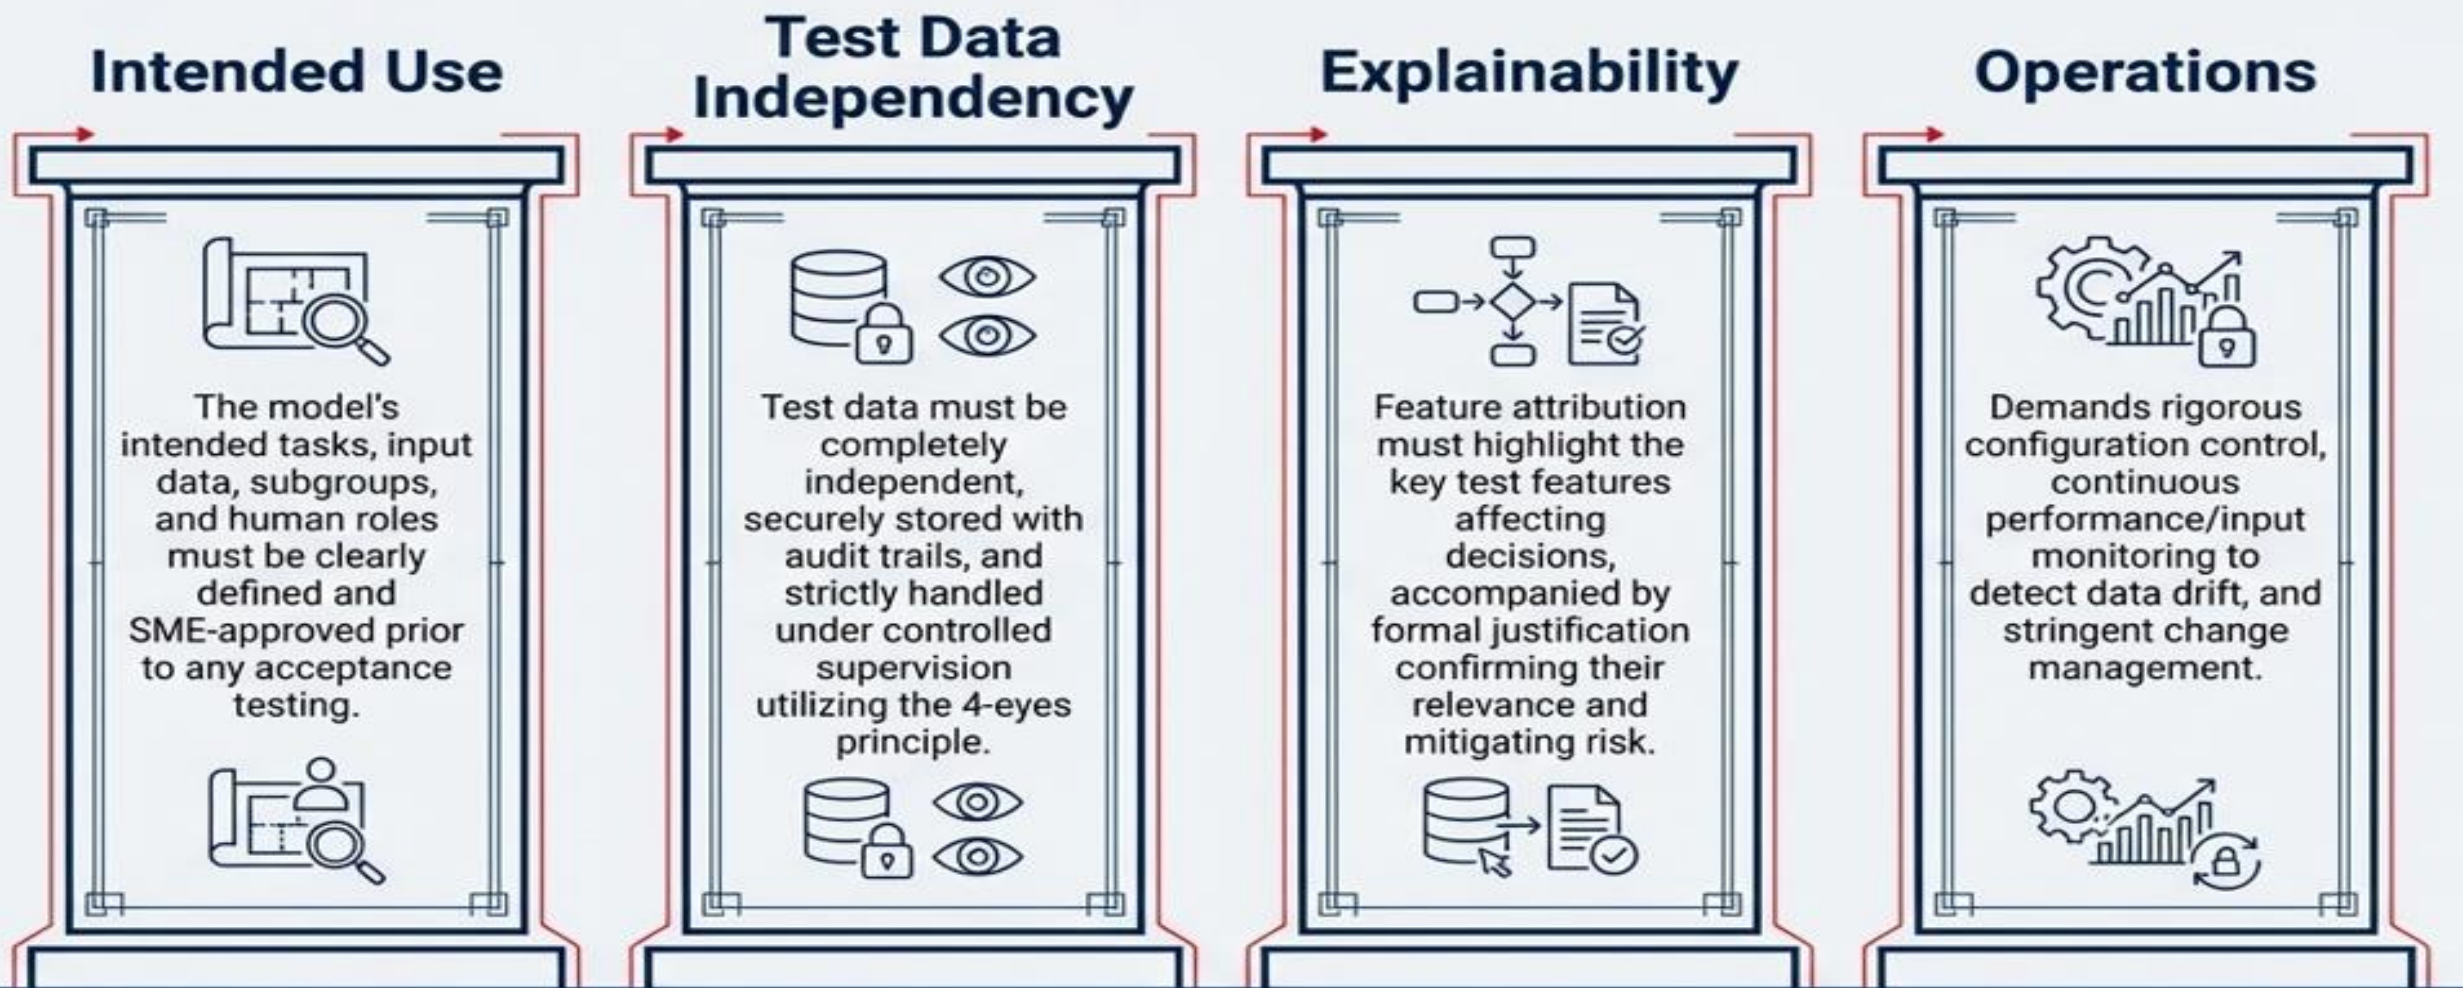 Intended Use
The model's
intended tasks, input
data, subgroups,
and human roles
must be clearly
defined and
SME-approved prior
to any acceptance
testing.
Test Data
Independency
Test data must be
completely
independent,
securely stored with
audit trails, and
strictly handled
under controlled
supervision
utilizing the 4-eyes
principle.
Explainability
Feature attribution
must highlight the
key test features
affecting
decisions,
accompanied by
formal justification
confirming their
relevance and
mitigating risk.
Operations
Demands rigorous
configuration control,
continuous
performance/input
monitoring to
detect data drift, and
stringent change
management.